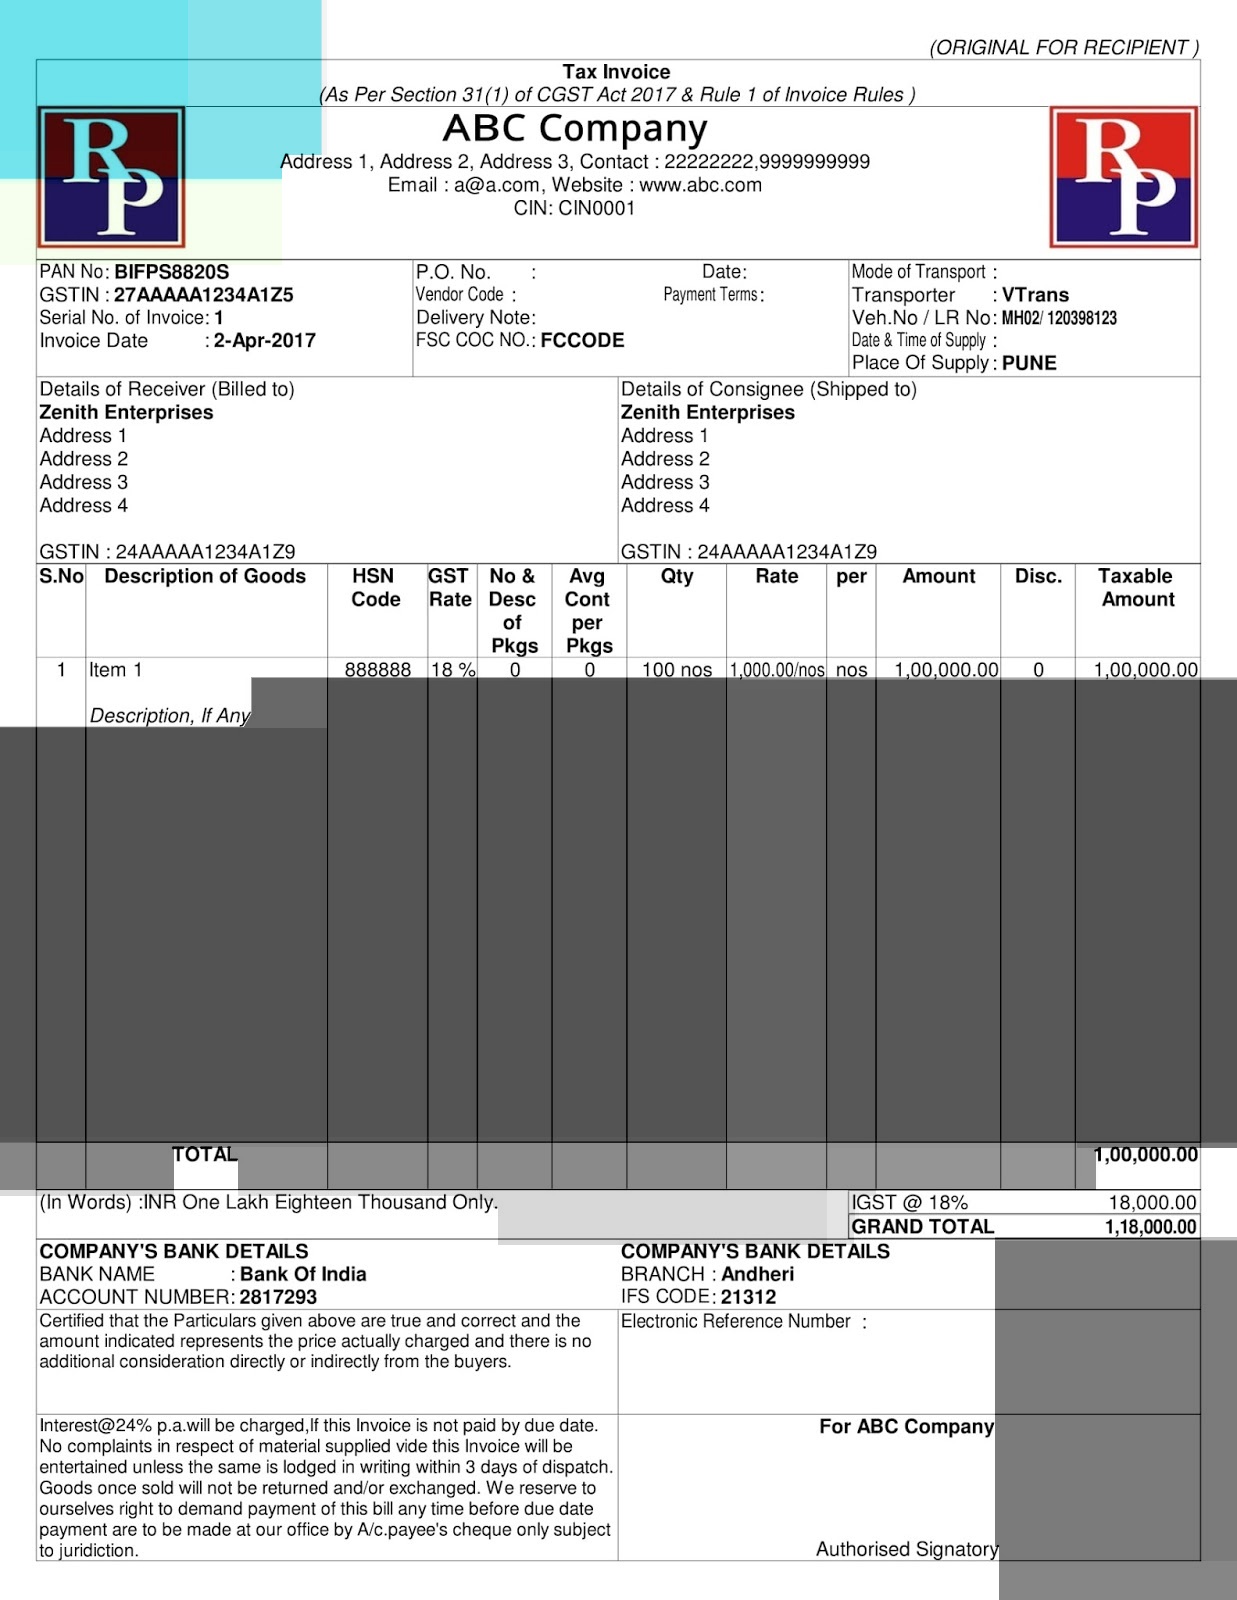 (ORIGINAL FOR RECIPIENT )
Tax Invoice
(As Per Section 31(1) of CGST Act 2017 & Rule 1 of Invoice Rules )
RP
ABC Company
RP
Address 1, Address 2, Address 3, Contact : 22222222,9999999999
Email : a@a.com, Website : www.abc.com
CIN: CIN0001
PAN No: BIFPS8820S
GSTIN : 27AAAAA1234A1Z5
Serial No. of Invoice: 1
Invoice Date : 2-Apr-2017
P.O. No. : Date:
Vendor Code : Payment Terms:
Delivery Note:
FSC COC NO.: FCCODE
Mode of Transport :
Transporter : VTrans
Veh.No / LR No: MH02/ 120398123
Date & Time of Supply :
Place Of Supply : PUNE
Details of Receiver (Billed to)
Zenith Enterprises
Address 1
Address 2
Address 3
Address 4
GSTIN : 24AAAAA1234A1Z9
Details of Consignee (Shipped to)
Zenith Enterprises
Address 1
Address 2
Address 3
Address 4
GSTIN : 24AAAAA1234A1Z9
S.No Description of Goods HSN Code GST Rate No & Desc of Pkgs Avg Cont per Pkgs Qty Rate per Amount Disc. Taxable Amount
1 Item 1 888888 18 % 0 0 100 nos 1,000.00/nos nos 1,00,000.00 0 1,00,000.00
Description, If Any
TOTAL 1,00,000.00
(In Words) :INR One Lakh Eighteen Thousand Only.
IGST @ 18% 18,000.00
GRAND TOTAL 1,18,000.00
COMPANY'S BANK DETAILS
BANK NAME : Bank Of India
ACCOUNT NUMBER: 2817293
COMPANY'S BANK DETAILS
BRANCH : Andheri
IFS CODE: 21312
Certified that the Particulars given above are true and correct and the
amount indicated represents the price actually charged and there is no
additional consideration directly or indirectly from the buyers.
Electronic Reference Number :
Interest@24% p.a.will be charged,If this Invoice is not paid by due date.
No complaints in respect of material supplied vide this Invoice will be
entertained unless the same is lodged in writing within 3 days of dispatch.
Goods once sold will not be returned and/or exchanged. We reserve to
ourselves right to demand payment of this bill any time before due date
payment are to be made at our office by A/c.payee's cheque only subject
to juridiction.
For ABC Company
Authorised Signatory